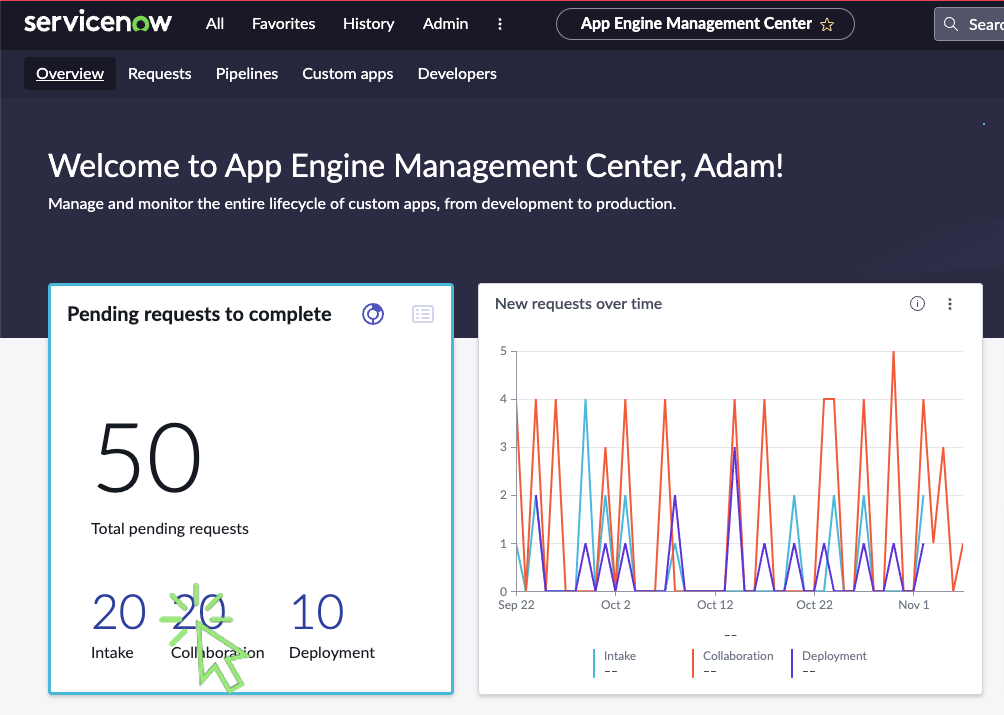 servicenow All Favorites History Admin App Engine Management Center
Overview Requests Pipelines Custom apps Developers
Welcome to App Engine Management Center, Adam!
Manage and monitor the entire lifecycle of custom apps, from development to production.
Pending requests to complete
50
Total pending requests
20 20 10
Intake Collaboration Deployment
New requests over time
5
4
3
2
1
0
Sep 22 Oct 2 Oct 12 Oct 22 Nov 1
--
Intake Collaboration Deployment
-- -- --